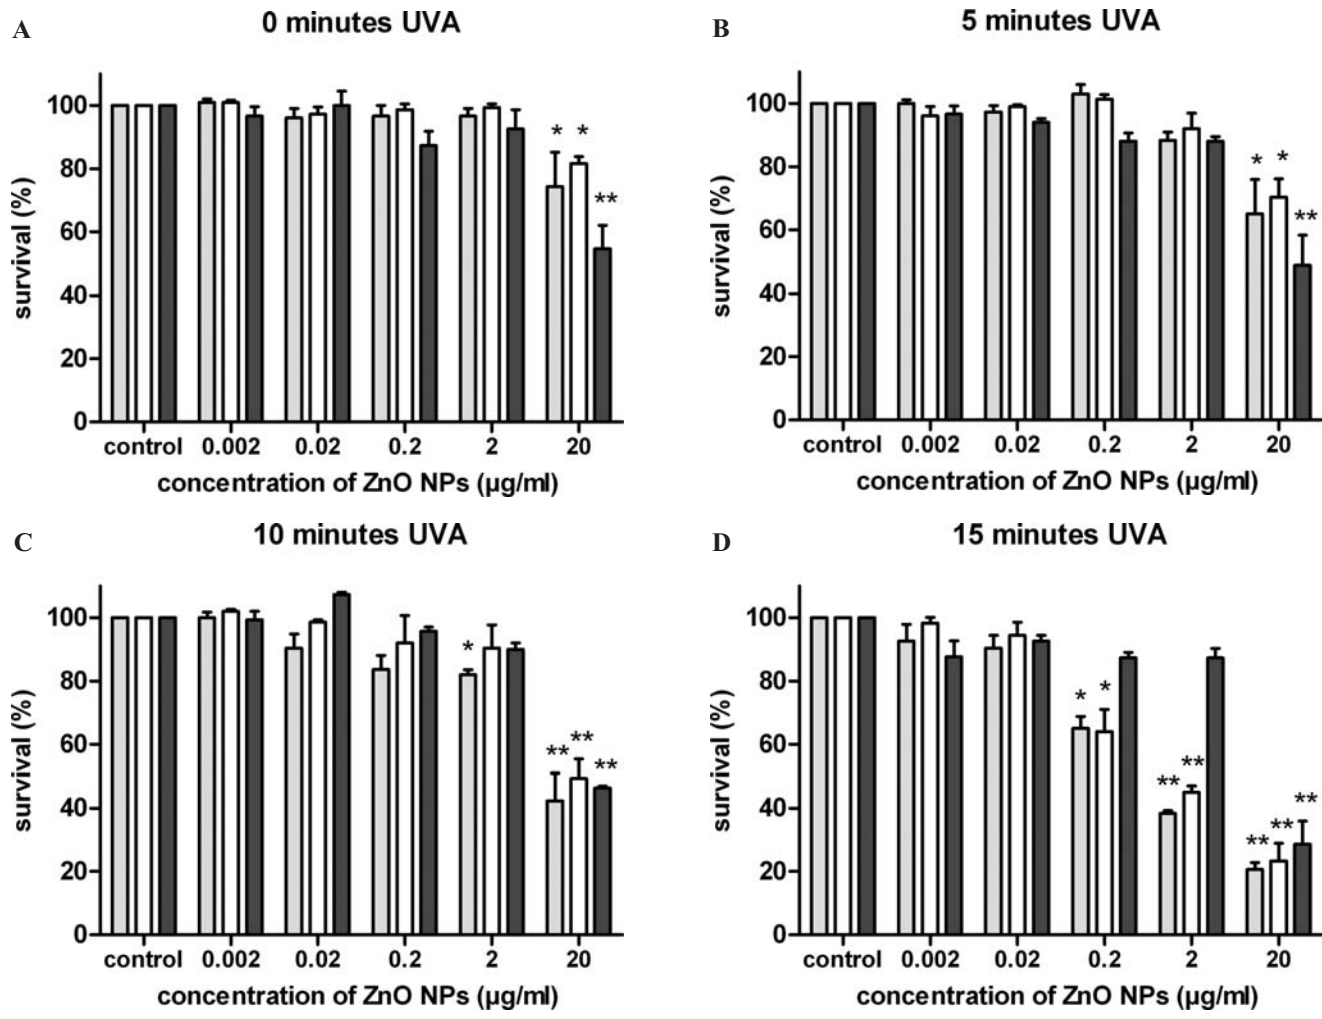 A
0 minutes UVA
survival (%)
100
80
60
40
20
0
* * **
control 0.002 0.02 0.2 2 20
concentration of ZnO NPs (µg/ml)
B
5 minutes UVA
survival (%)
100
80
60
40
20
0
* * **
control 0.002 0.02 0.2 2 20
concentration of ZnO NPs (µg/ml)
C
10 minutes UVA
survival (%)
100
80
60
40
20
0
* ** ** **
control 0.002 0.02 0.2 2 20
concentration of ZnO NPs (µg/ml)
D
15 minutes UVA
survival (%)
100
80
60
40
20
0
* * ** ** ** ** **
control 0.002 0.02 0.2 2 20
concentration of ZnO NPs (µg/ml)